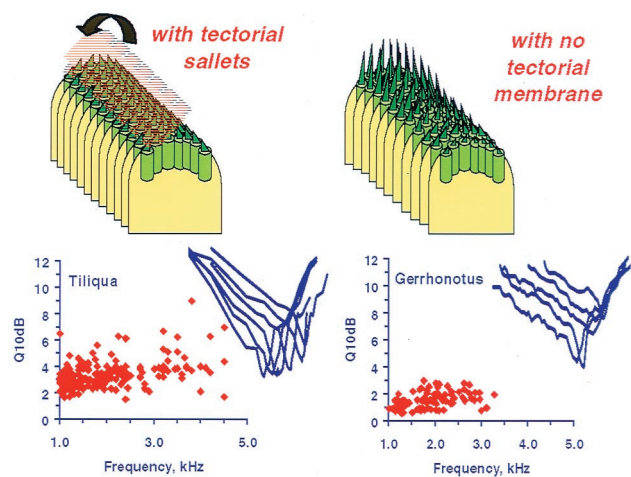 with tectorial
sallets
with no
tectorial
membrane
12
10
8
6
4
2
0
Q10dB
Tiliqua
1.0
3.0
5.0
Frequency, kHz
12
10
8
6
4
2
0
Q10dB
Gerrhonotus
1.0
2.0
3.0
4.0
5.0
Frequency, kHz